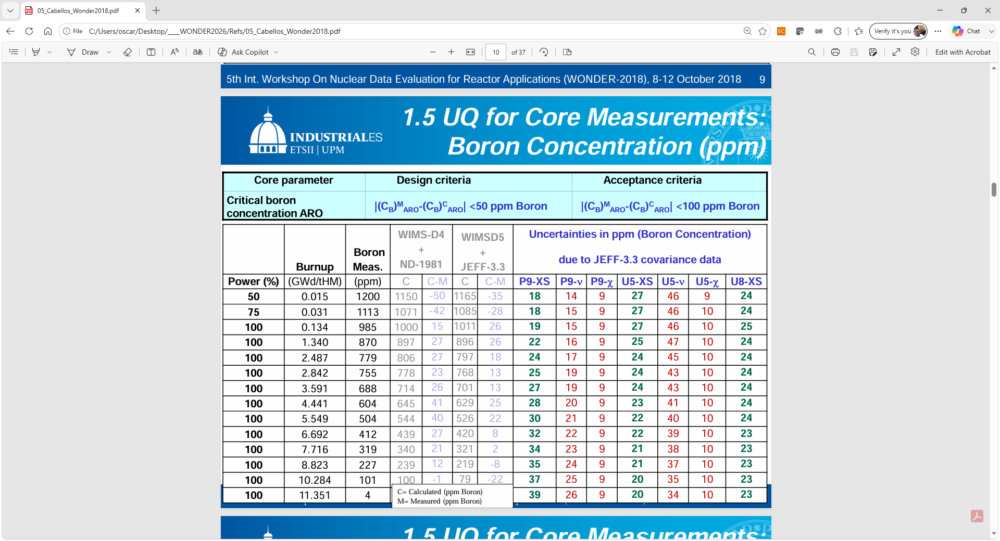 05_Cabellos_Wonder2018.pdf
File C:/Users/oscar/Desktop/___WONDER2026/Refs/05_Cabellos_Wonder2018.pdf
SC
Verify it's you
Chat
Draw
Ask Copilot
10 of 37
Edit with Acrobat
5th Int. Workshop On Nuclear Data Evaluation for Reactor Applications (WONDER-2018), 8-12 October 2018 9
INDUSTRIALES
ETSII | UPM
1.5 UQ for Core Measurements:
Boron Concentration (ppm)
Core parameter Design criteria Acceptance criteria
Critical boron concentration ARO |(CB)MARO-(CB)CARO| <50 ppm Boron |(CB)MARO-(CB)CARO| <100 ppm Boron
Burnup Boron Meas. WIMS-D4 + ND-1981 WIMSD5 + JEFF-3.3 Uncertainties in ppm (Boron Concentration)
due to JEFF-3.3 covariance data
Power (%) (GWd/tHM) (ppm) C C-M C C-M P9-XS P9-ν P9-χ U5-XS U5-ν U5-χ U8-XS
50 0.015 1200 1150 -50 1165 -35 18 14 9 27 46 9 24
75 0.031 1113 1071 -42 1085 -28 18 15 9 27 46 10 24
100 0.134 985 1000 15 1011 26 19 15 9 27 46 10 25
100 1.340 870 897 27 896 26 22 16 9 25 47 10 24
100 2.487 779 806 27 797 18 24 17 9 24 45 10 24
100 2.842 755 778 23 768 13 25 19 9 24 43 10 24
100 3.591 688 714 26 701 13 27 19 9 24 43 10 24
100 4.441 604 645 41 629 25 28 20 9 23 41 10 24
100 5.549 504 544 40 526 22 30 21 9 22 40 10 24
100 6.692 412 439 27 420 8 32 22 9 22 39 10 23
100 7.716 319 340 21 321 2 34 23 9 21 38 10 23
100 8.823 227 239 12 219 -8 35 24 9 21 37 10 23
100 10.284 101 100 -1 79 -22 37 25 9 20 35 10 23
100 11.351 4 39 26 9 20 34 10 23
C= Calculated (ppm Boron)
M= Measured (ppm Boron)
1.5 UQ for Core Measurements: